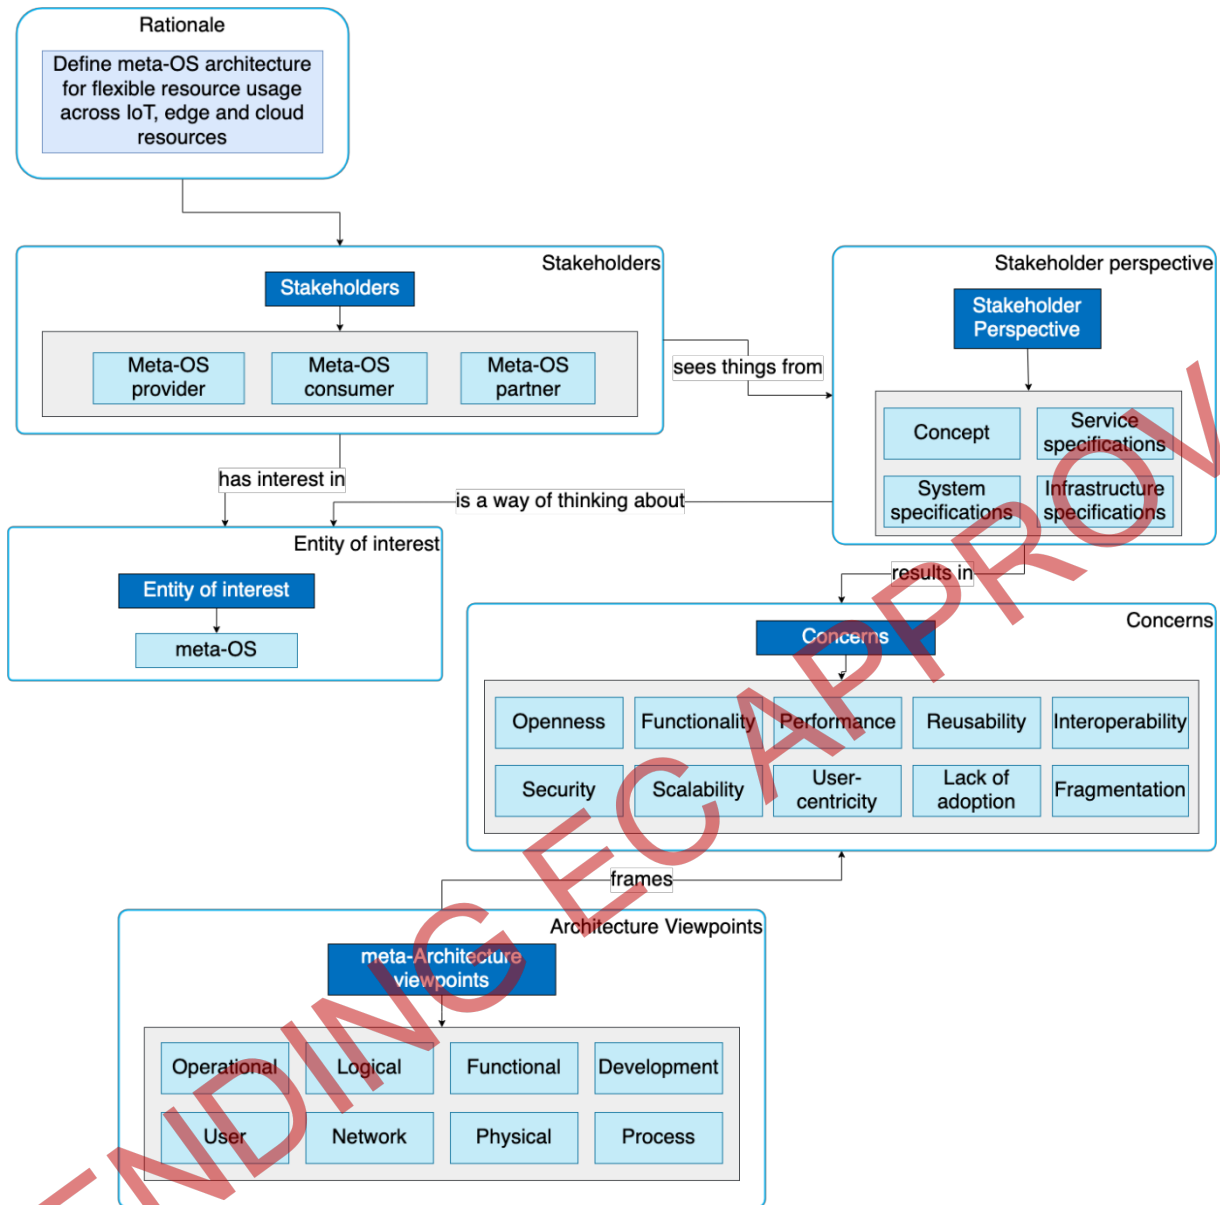 Rationale
Define meta-OS architecture
for flexible resource usage
across IoT, edge and cloud
resources
Stakeholders
Stakeholders
Meta-OS
provider
Meta-OS
consumer
Meta-OS
partner
sees things from
Stakeholder perspective
Stakeholder
Perspective
Concept
Service
specifications
System
specifications
Infrastructure
specifications
has interest in
is a way of thinking about
Entity of interest
Entity of interest
meta-OS
results in
Concerns
Concerns
Openness
Functionality
Performance
Reusability
Interoperability
Security
Scalability
User-
centricity
Lack of
adoption
Fragmentation
frames
Architecture Viewpoints
meta-Architecture
viewpoints
Operational
Logical
Functional
Development
User
Network
Physical
Process
ENDING EC APPROV